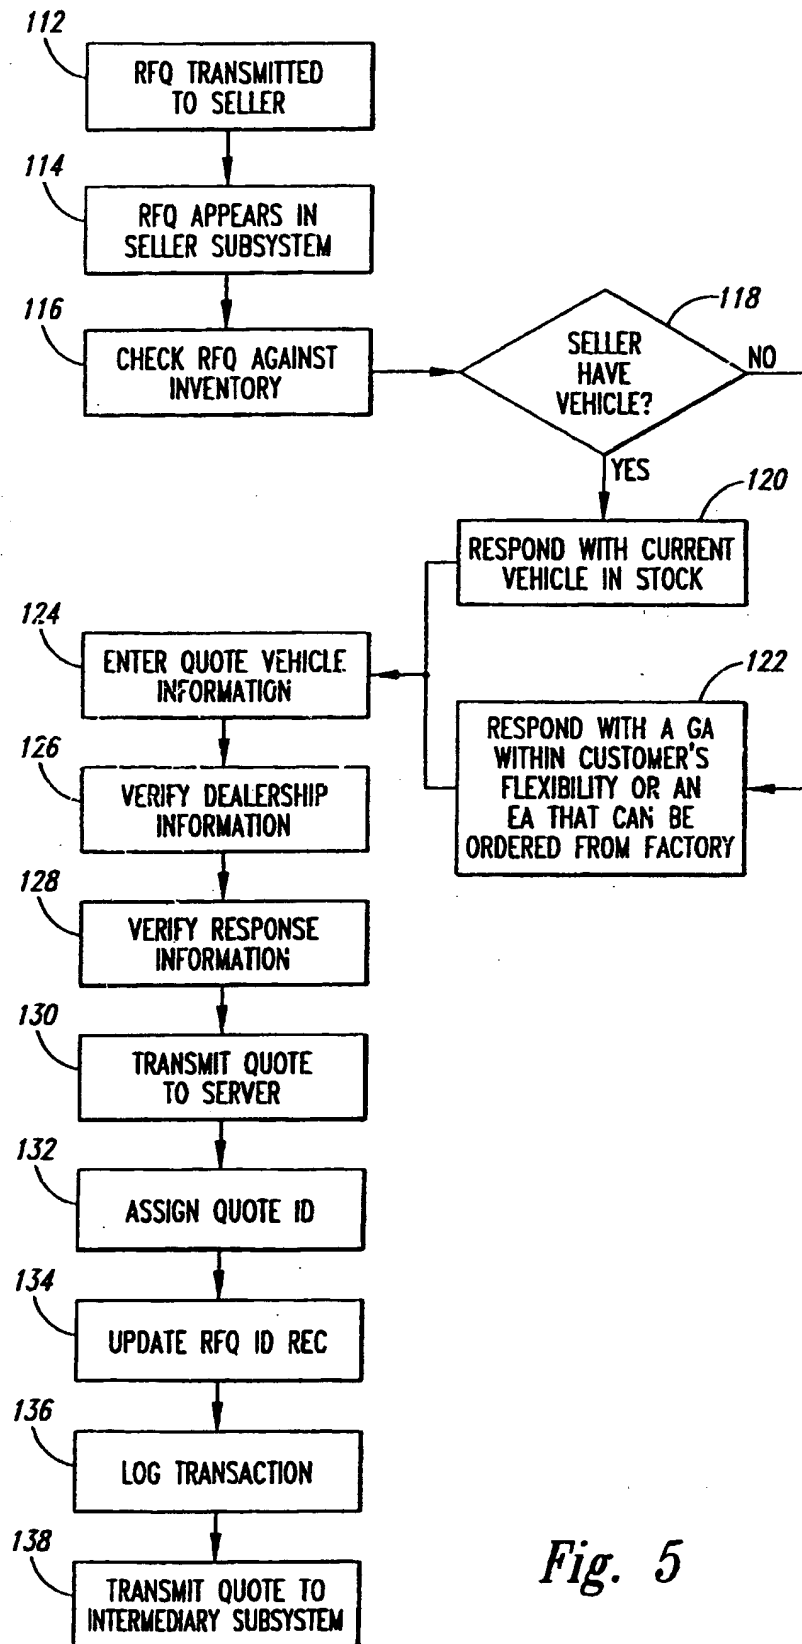 112
RFQ TRANSMITTED
TO SELLER
114
RFQ APPEARS IN
SELLER SUBSYSTEM
116
CHECK RFQ AGAINST
INVENTORY
118
SELLER
HAVE
VEHICLE?
NO
YES
120
RESPOND WITH CURRENT
VEHICLE IN STOCK
122
RESPOND WITH A GA
WITHIN CUSTOMER'S
FLEXIBILITY OR AN
EA THAT CAN BE
ORDERED FROM FACTORY
124
ENTER QUOTE VEHICLE
INFORMATION
126
VERIFY DEALERSHIP
INFORMATION
128
VERIFY RESPONSE
INFORMATION
130
TRANSMIT QUOTE
TO SERVER
132
ASSIGN QUOTE ID
134
UPDATE RFQ ID REC
136
LOG TRANSACTION
138
TRANSMIT QUOTE TO
INTERMEDIARY SUBSYSTEM
Fig. 5